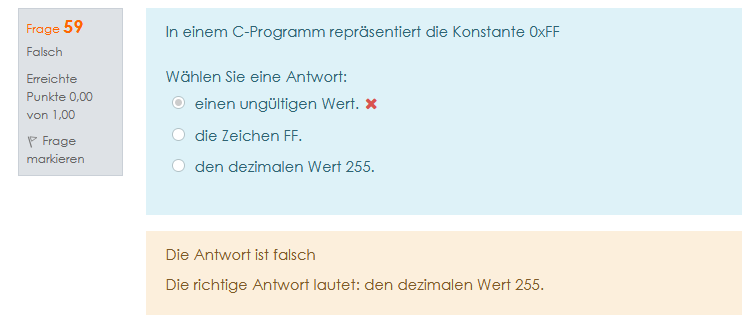 Frage 59
Falsch
Erreichte
Punkte 0,00
von 1,00
Frage
markieren
In einem C-Programm repräsentiert die Konstante 0xFF
Wählen Sie eine Antwort:
einen ungültigen Wert.
die Zeichen FF.
den dezimalen Wert 255.
Die Antwort ist falsch
Die richtige Antwort lautet: den dezimalen Wert 255.